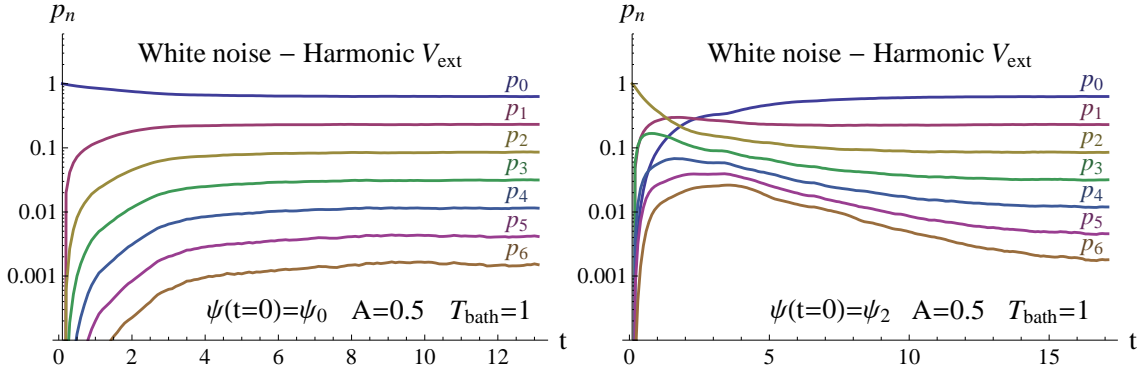 p_n
White noise − Harmonic V_ext
1
0.1
0.01
0.001
p_0
p_1
p_2
p_3
p_4
p_5
p_6
ψ(t=0)=ψ_0 A=0.5 T_bath=1
0 2 4 6 8 10 12 t
p_n
White noise − Harmonic V_ext
1
0.1
0.01
0.001
p_0
p_1
p_2
p_3
p_4
p_5
p_6
ψ(t=0)=ψ_2 A=0.5 T_bath=1
0 5 10 15 t